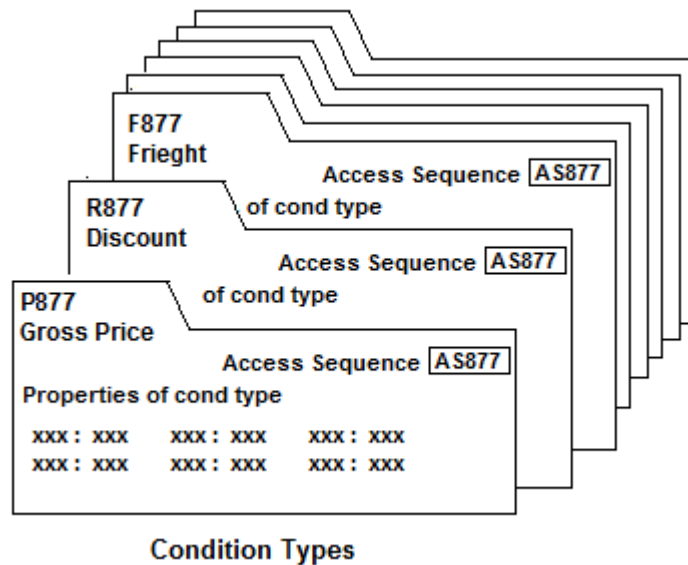 F877
Frieght
Access Sequence AS877
of cond type
R877
Discount
Access Sequence AS877
of cond type
P877
Gross Price
Access Sequence AS877
Properties of cond type
xxx : xxx xxx : xxx xxx : xxx
xxx : xxx xxx : xxx xxx : xxx
Condition Types